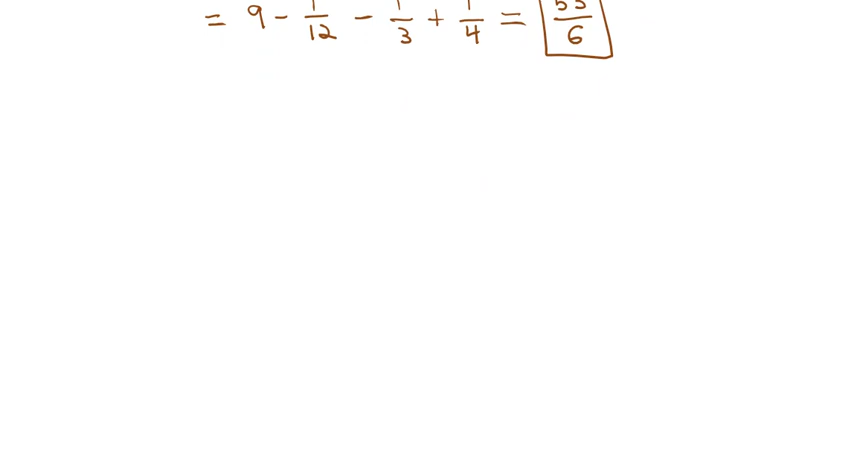 = 9 - 1/12 - 1/3 + 1/4 = 53/6